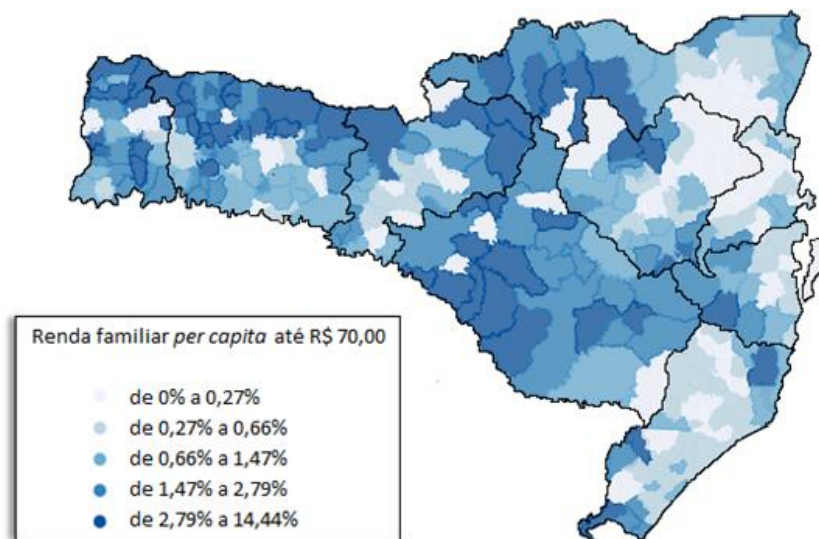 Renda familiar per capita até R$ 70,00
de 0% a 0,27%
de 0,27% a 0,66%
de 0,66% a 1,47%
de 1,47% a 2,79%
de 2,79% a 14,44%